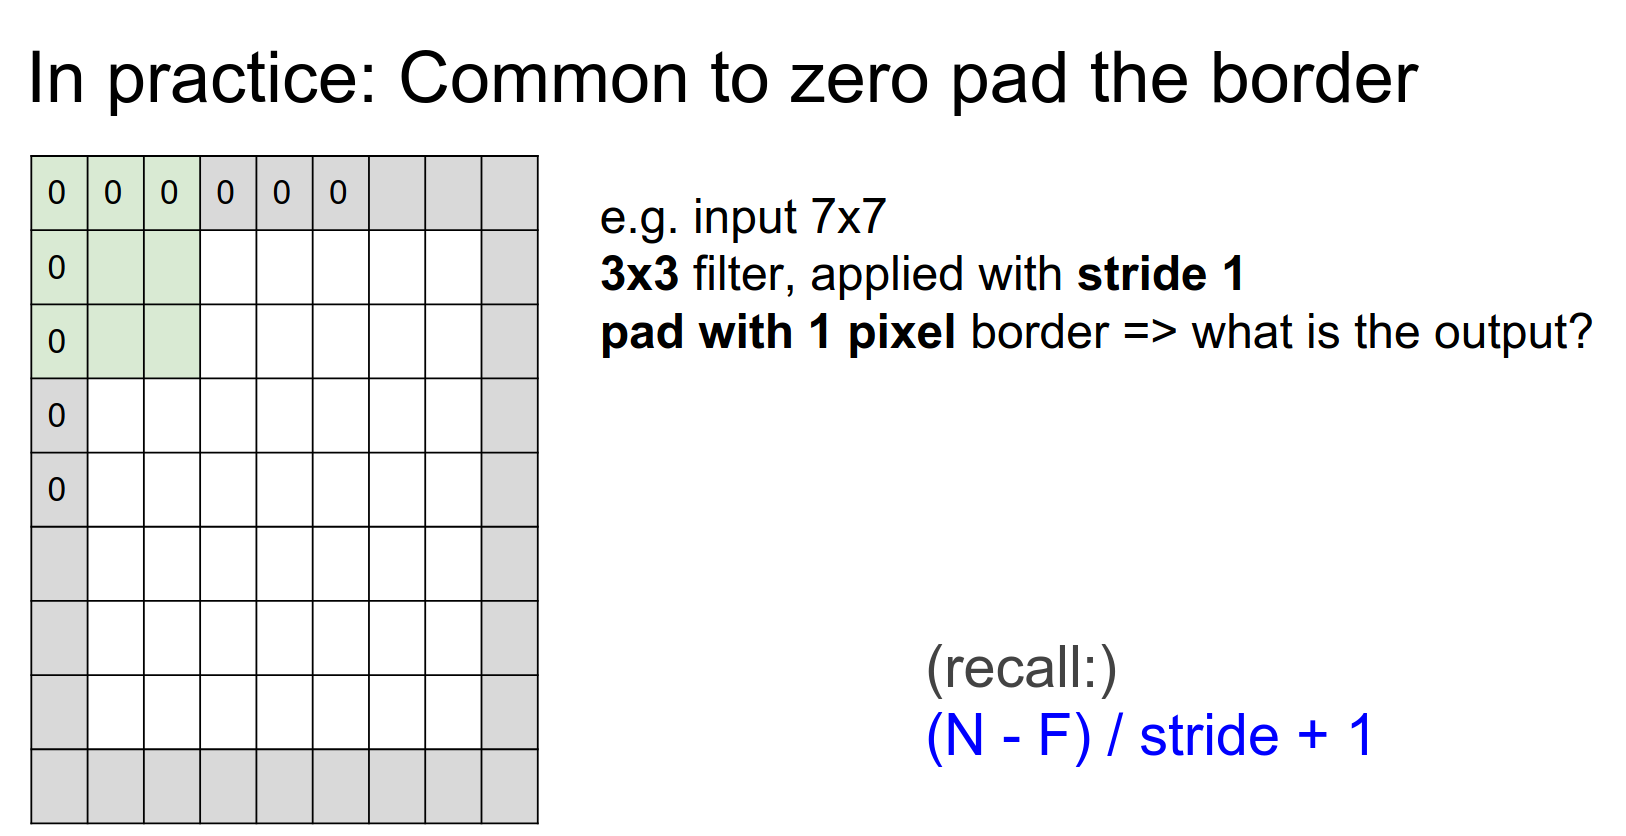 In practice: Common to zero pad the border
0 0 0 0 0 0
0
0
0
0
e.g. input 7x7
3x3 filter, applied with stride 1
pad with 1 pixel border => what is the output?
(recall:)
(N - F) / stride + 1